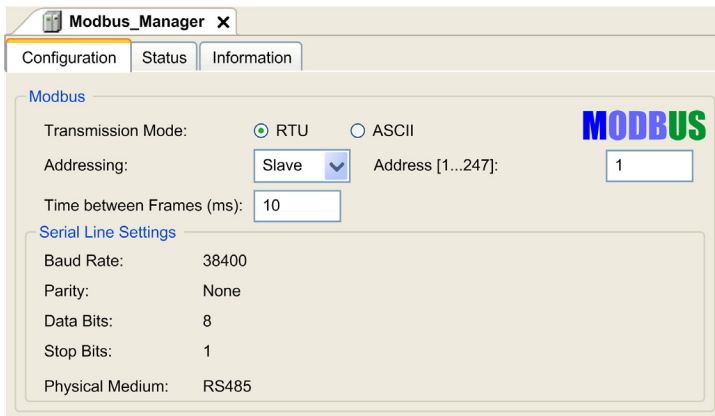 Modbus_Manager
Configuration Status Information
Modbus
Transmission Mode: RTU ASCII MODBUS
Addressing: Slave Address [1...247]: 1
Time between Frames (ms): 10
Serial Line Settings
Baud Rate: 38400
Parity: None
Data Bits: 8
Stop Bits: 1
Physical Medium: RS485